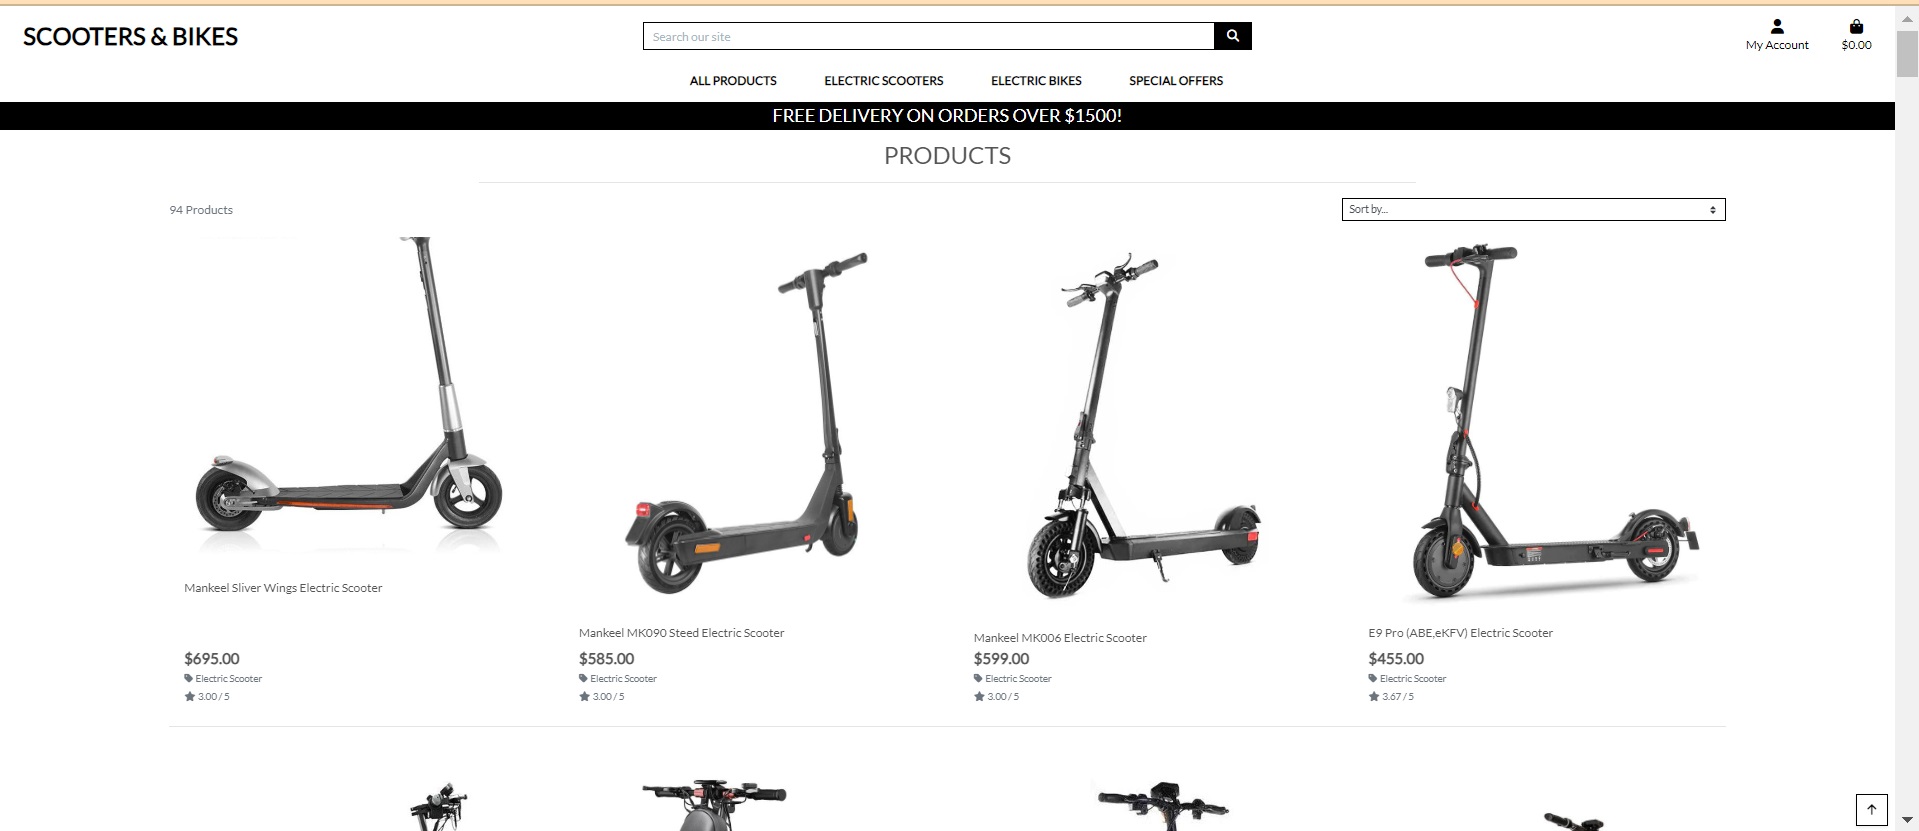 SCOOTERS & BIKES
Search our site
My Account
$0.00
ALL PRODUCTS
ELECTRIC SCOOTERS
ELECTRIC BIKES
SPECIAL OFFERS
FREE DELIVERY ON ORDERS OVER $1500!
PRODUCTS
94 Products
Sort by...
Mankeel Sliver Wings Electric Scooter
$695.00
Electric Scooter
3.00 / 5
Mankeel MK090 Steed Electric Scooter
$585.00
Electric Scooter
3.00 / 5
Mankeel MK006 Electric Scooter
$599.00
Electric Scooter
3.00 / 5
E9 Pro (ABE,eKFV) Electric Scooter
$455.00
Electric Scooter
3.67 / 5